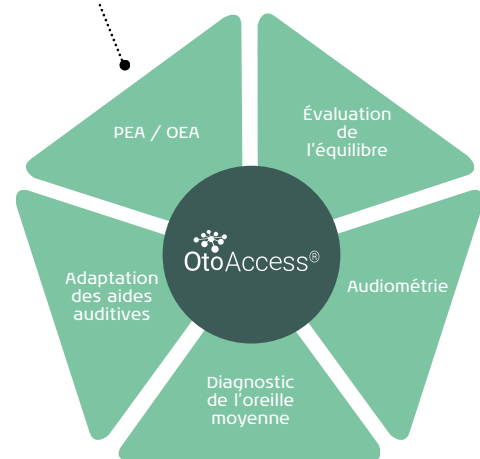 PEA / OEA
Évaluation
de
l'équilibre
OtoAccess®
Adaptation
des aides
auditives
Audiométrie
Diagnostic
de l'oreille
moyenne